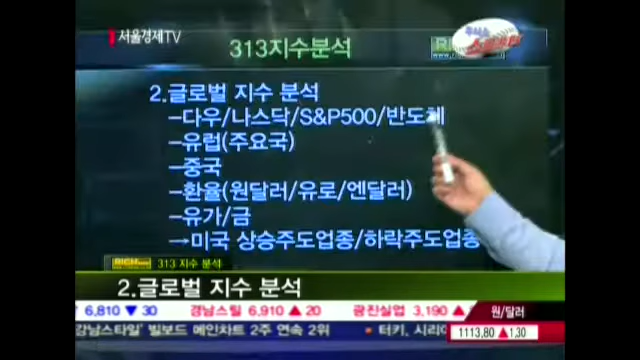 서울경제TV
313지수분석
2.글로벌 지수 분석
-다우/나스닥/S&P500/반도체
-유럽(주요국)
-중국
-환율(원달러/유로/엔달러)
-유가/금
→미국 상승주도업종/하락주도업종
RICH 313 지수 분석
2.글로벌 지수 분석
6,810 ▼ 30 경남스틸 6,910 ▲ 20 광진실업 3,190 ▲ 원/달러
강남스타일' 빌보드 메인차트 2주 연속 2위 터키, 시리아 1113,80 ▲1,30